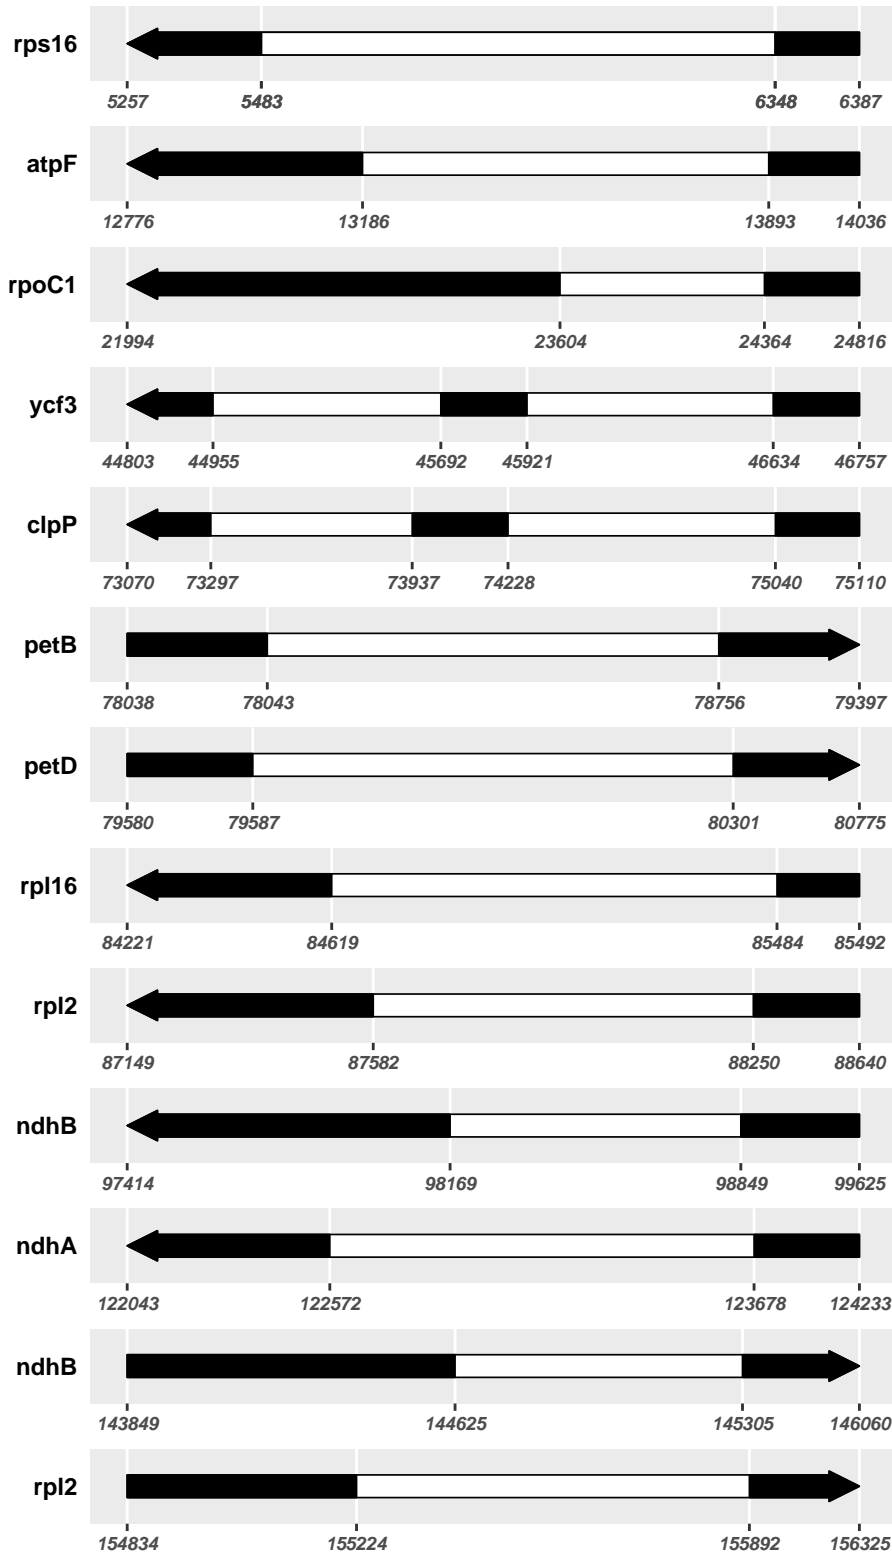 rps16
5257 5483 6348 6387
atpF
12776 13186 13893 14036
rpoC1
21994 23604 24364 24816
ycf3
44803 44955 45692 45921 46634 46757
clpP
73070 73297 73937 74228 75040 75110
petB
78038 78043 78756 79397
petD
79580 79587 80301 80775
rpl16
84221 84619 85484 85492
rpl2
87149 87582 88250 88640
ndhB
97414 98169 98849 99625
ndhA
122043 122572 123678 124233
ndhB
143849 144625 145305 146060
rpl2
154834 155224 155892 156325